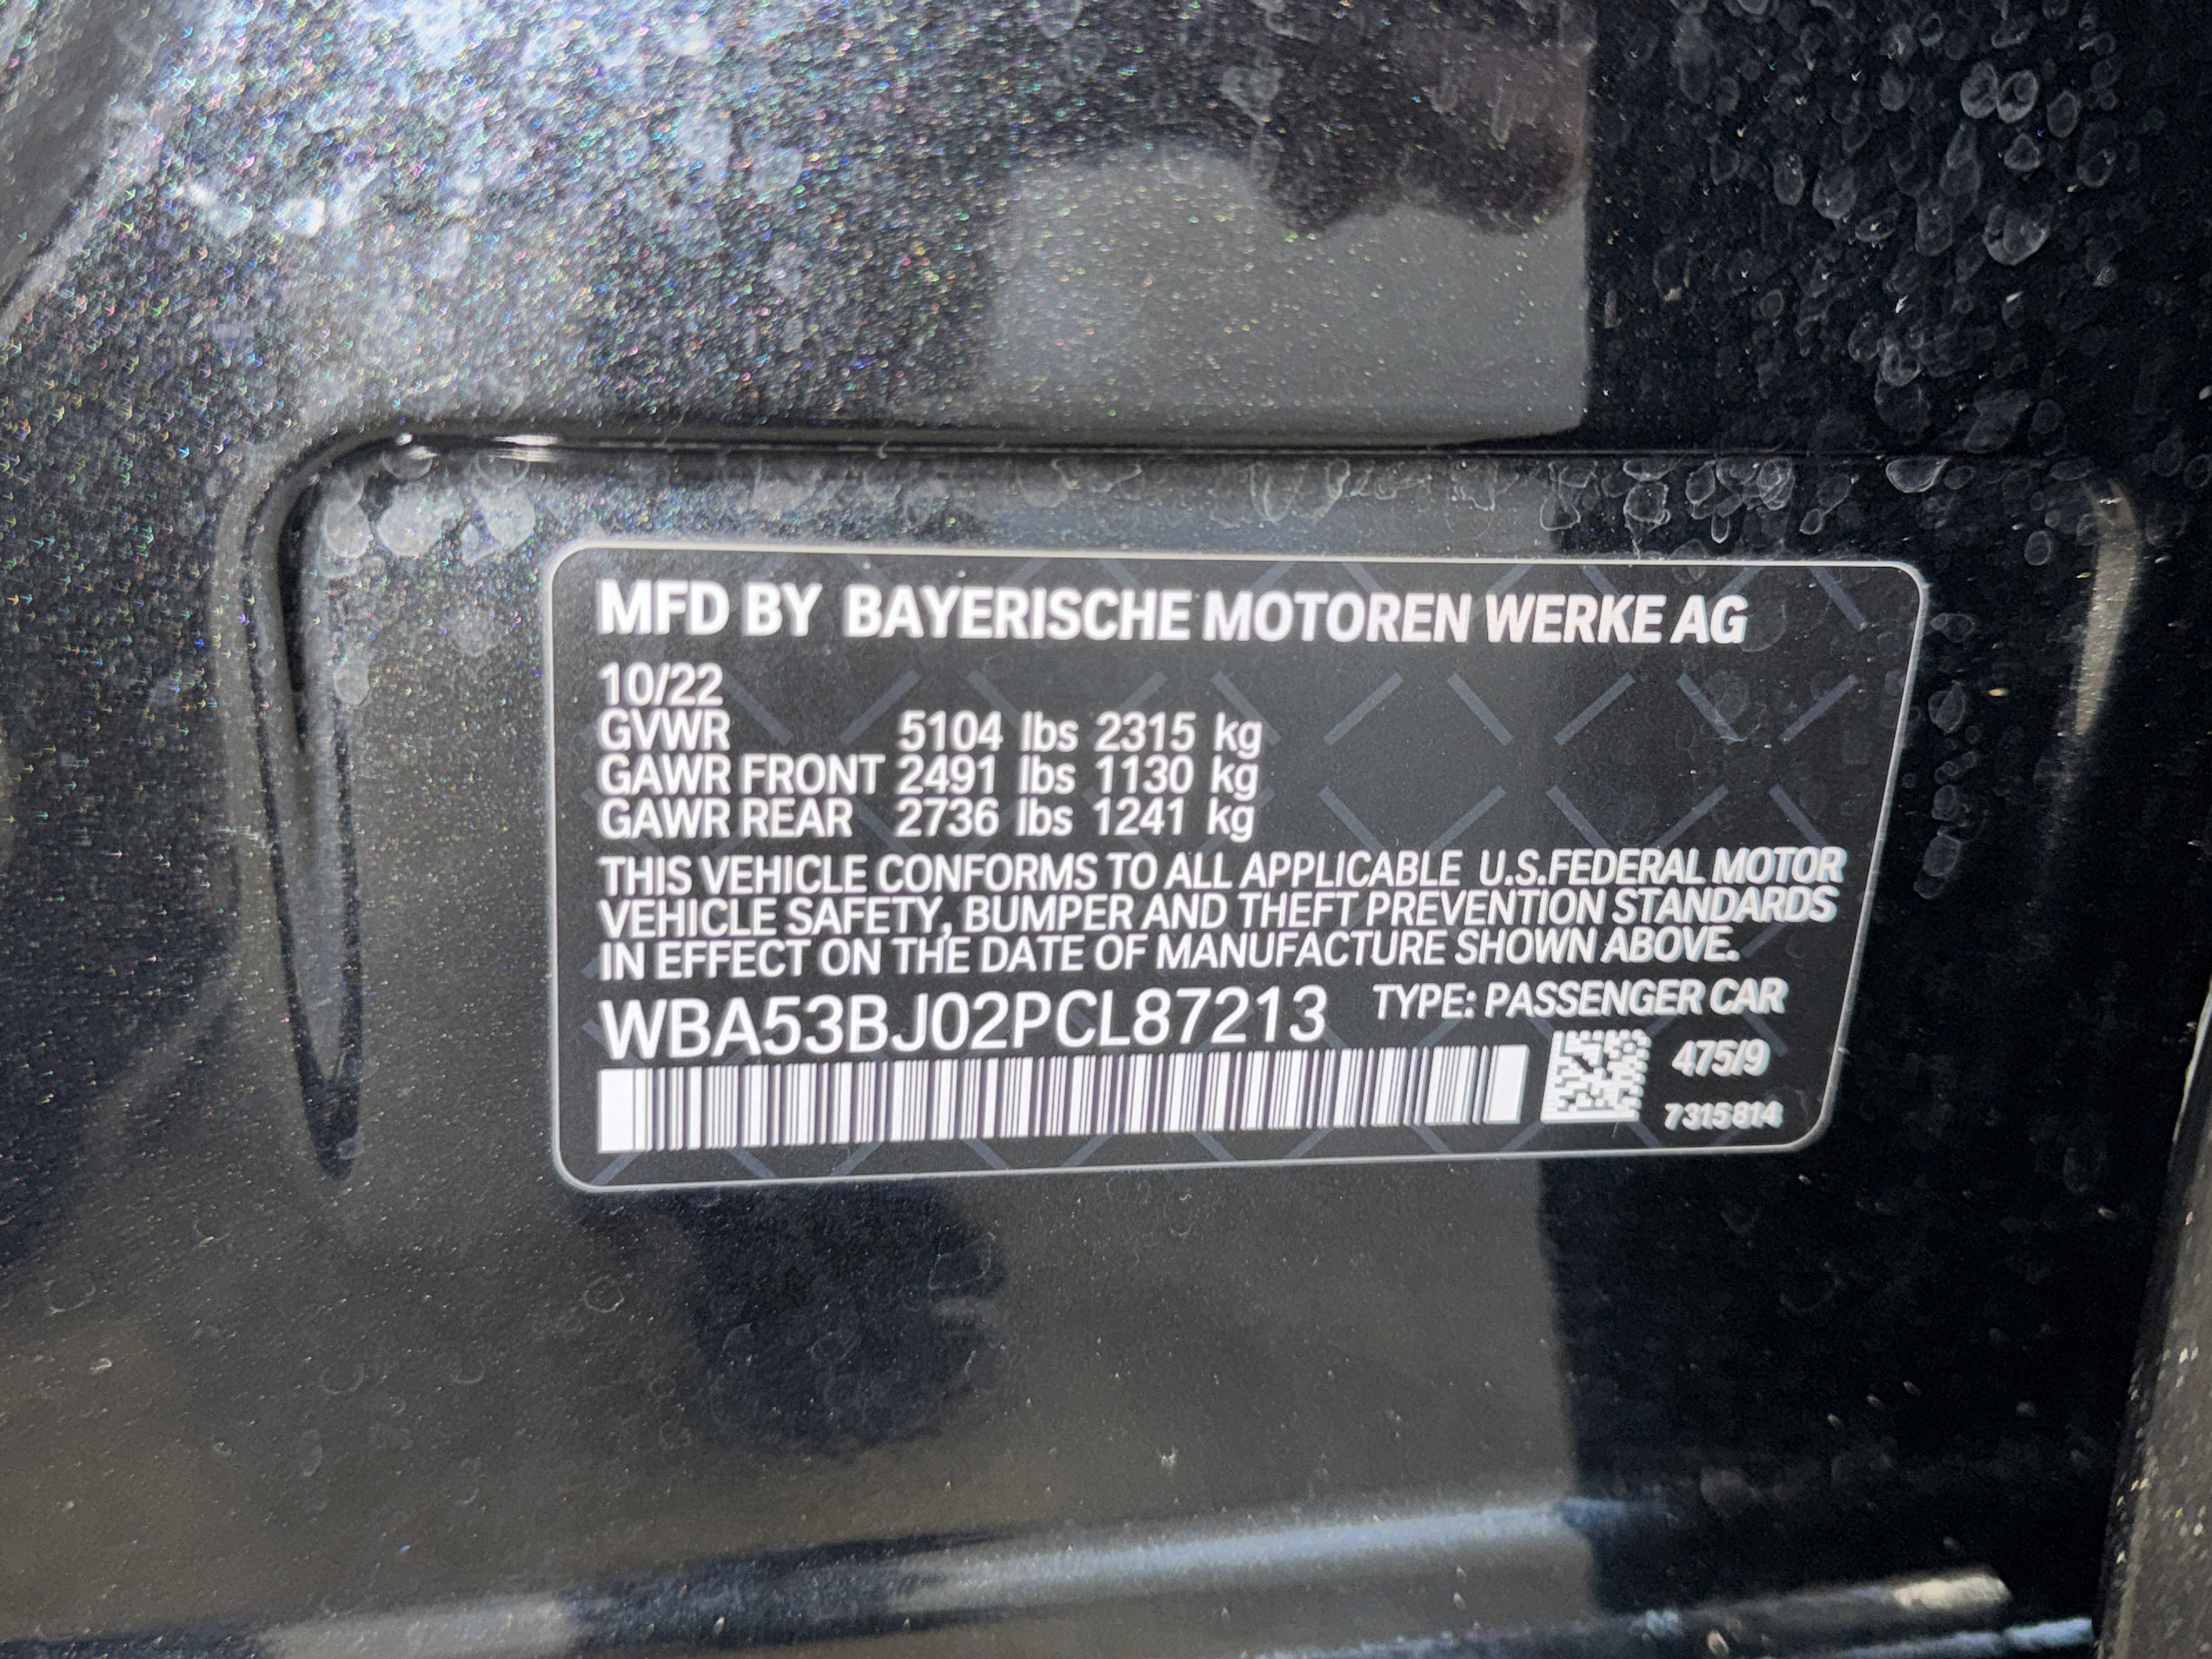 MFD BY BAYERISCHE MOTOREN WERKE AG
10/22
GVWR 5104 lbs 2315 kg
GAWR FRONT 2491 lbs 1130 kg
GAWR REAR 2736 lbs 1241 kg
THIS VEHICLE CONFORMS TO ALL APPLICABLE U.S.FEDERAL MOTOR
VEHICLE SAFETY, BUMPER AND THEFT PREVENTION STANDARDS
IN EFFECT ON THE DATE OF MANUFACTURE SHOWN ABOVE.
WBA53BJ02PCL87213 TYPE: PASSENGER CAR
475/9
7315814